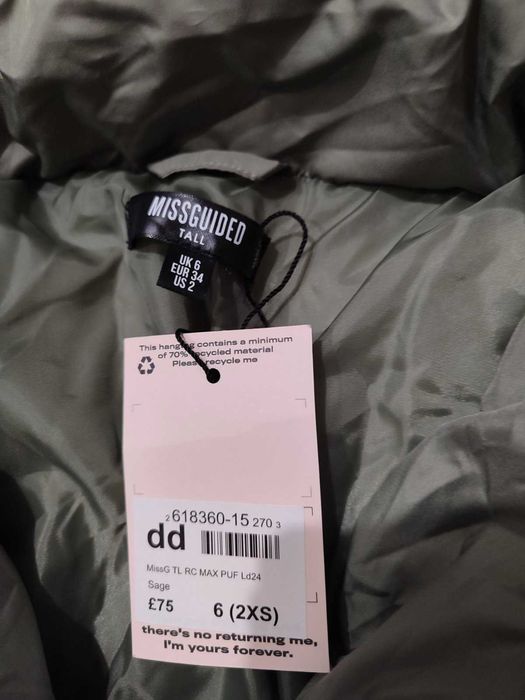 MISSGUIDED
TALL
UK 6
EUR 34
US 2
This hanging contains a minimum
of 70% recycled material
Please recycle me
2 618360-15 270 3
dd
MissG TL RC MAX PUF Ld24
Sage
£75 6 (2XS)
there's no returning me,
I'm yours forever.